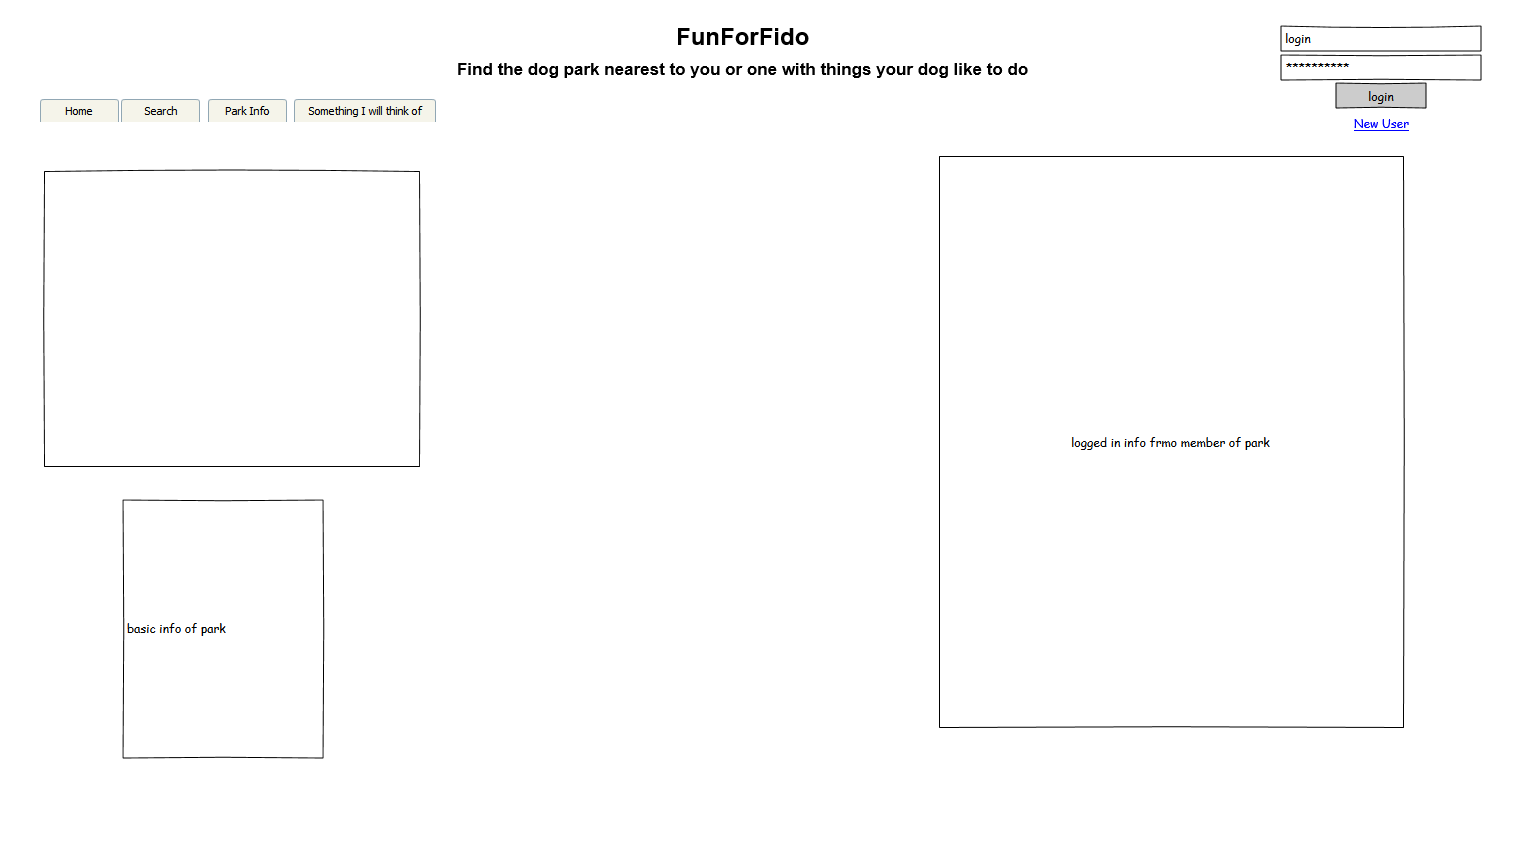 FunForFido
Find the dog park nearest to you or one with things your dog like to do
login
**********
login
New User
Home
Search
Park Info
Something I will think of
logged in info frmo member of park
basic info of park